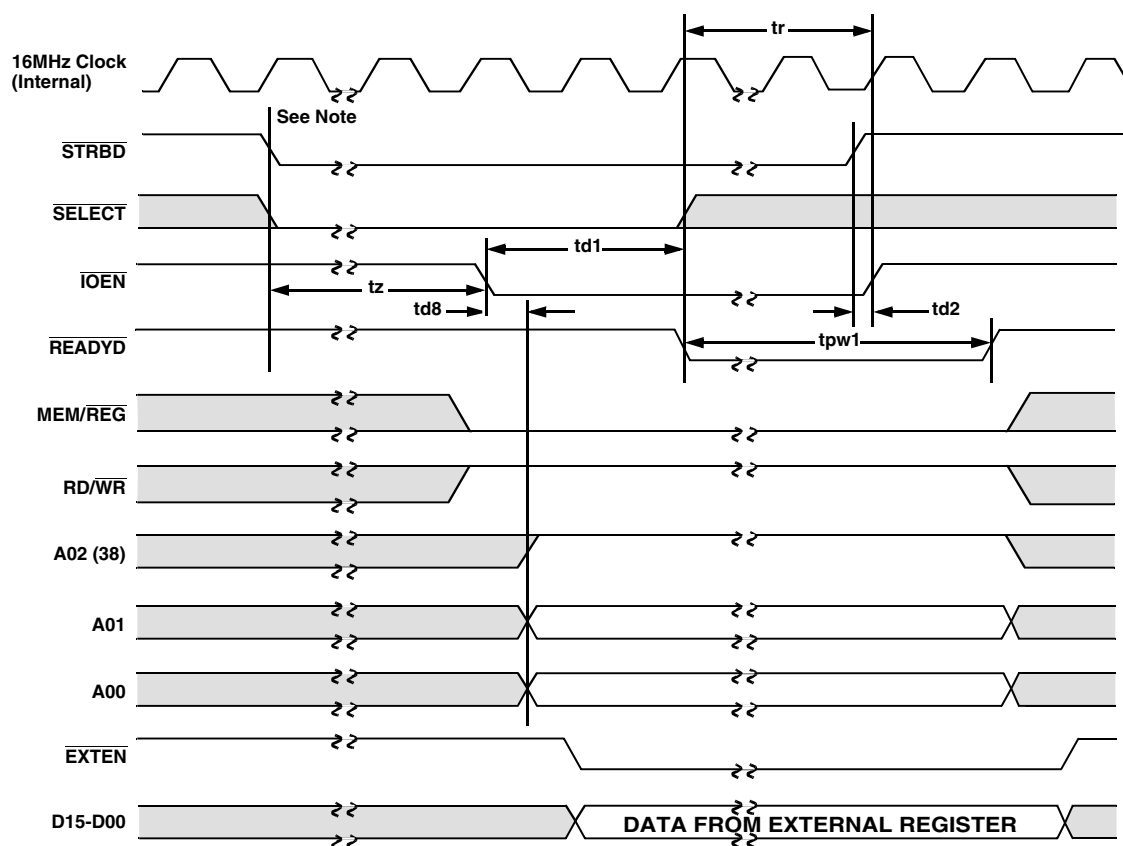 tr
16MHz Clock
(Internal)
See Note
STRBD
SELECT
td1
IOEN
tz
td8
td2
READYD
tpw1
MEM/REG
RD/WR
A02 (38)
A01
A00
EXTEN
D15-D00
DATA FROM EXTERNAL REGISTER